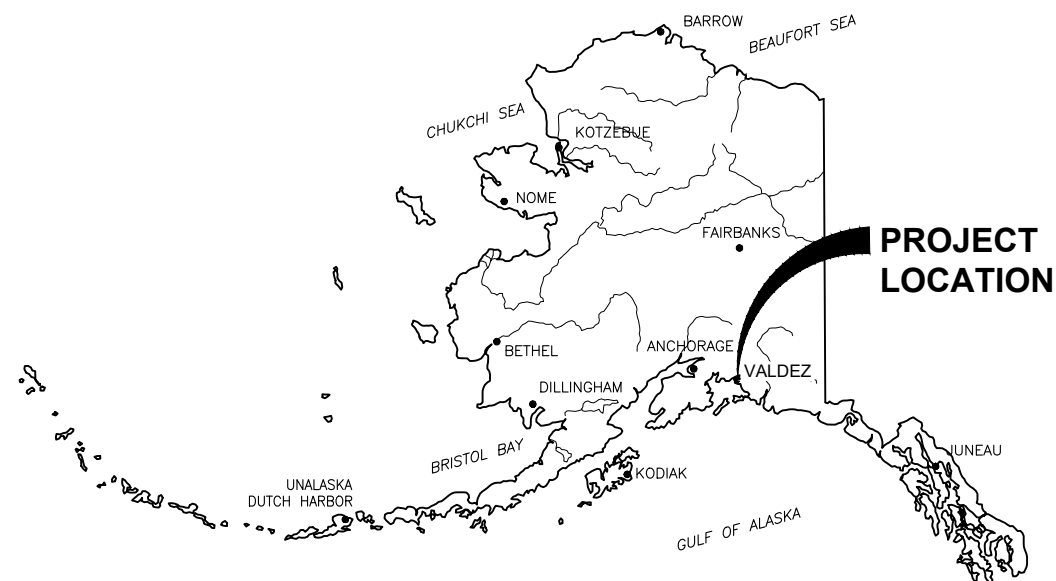 BARROW
BEAUFORT SEA
CHUKCHI SEA
KOTZEBUE
NOME
FAIRBANKS
PROJECT
LOCATION
BETHEL
ANCHORAGE
VALDEZ
DILLINGHAM
BRISTOL BAY
JUNEAU
KODIAK
UNALASKA
DUTCH HARBOR
GULF OF ALASKA